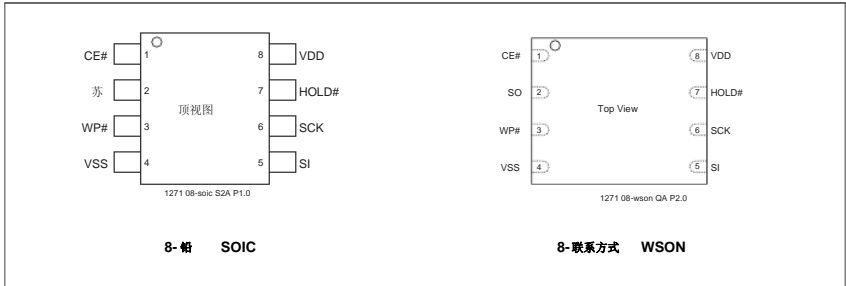 CE# 1 8 VDD
苏 2 7 HOLD#
顶视图
WP# 3 6 SCK
VSS 4 5 SI
1271 08-soic S2A P1.0
8-铅 SOIC
CE# 1 8 VDD
SO 2 7 HOLD#
Top View
WP# 3 6 SCK
VSS 4 5 SI
1271 08-wson QA P2.0
8-联系方式 WSON